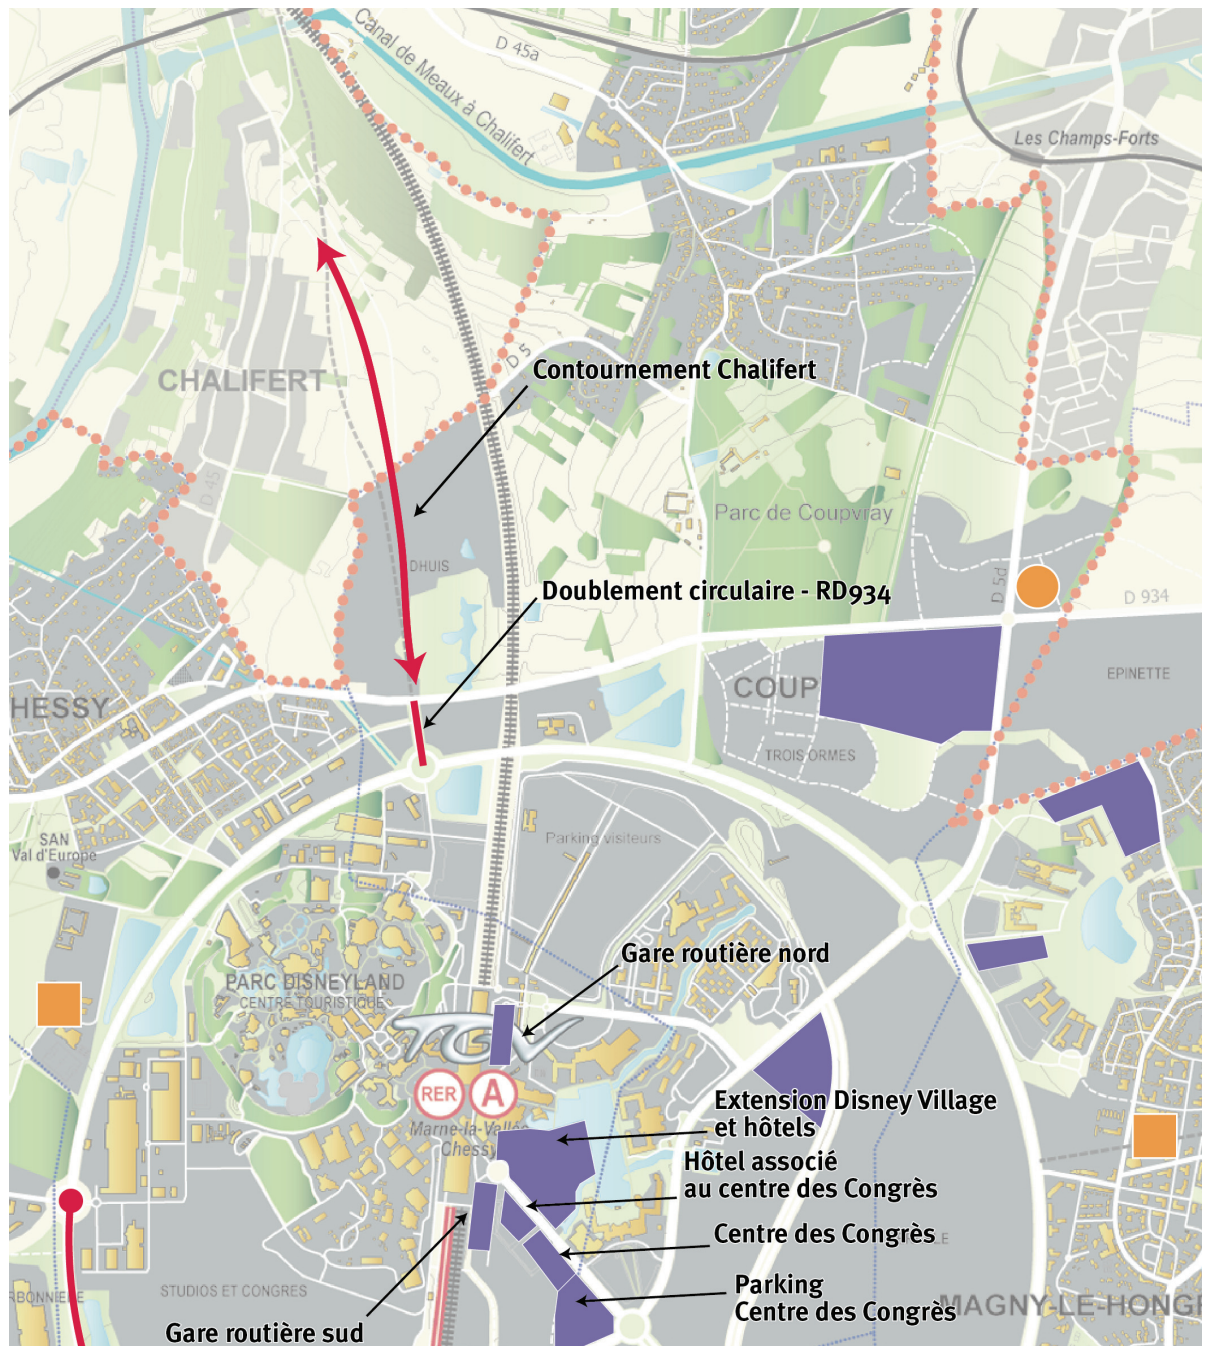 Canal de Meaux à Chalifert
D 45a
Les Champs-Forts
D 5
Contournement Chalifert
CHALIFERT
D 45
Parc de Coupvray
DHUIS
D 5d
Doublement circulaire - RD934
D 934
EPINETTE
COUP
HESSY
TROIS ORMES
SAN
Val d'Europe
Parking visiteurs
Gare routière nord
PARC DISNEYLAND
CENTRE TOURISTIQUE
TGV
RER
A
Marne-la-Vallée
Chessy
Extension Disney Village
et hôtels
Hôtel associé
au centre des Congrès
Centre des Congrès
STUDIOS ET CONGRES
RBONNIERE
Parking
Centre des Congrès
MAGNY-LE-HONG
Gare routière sud